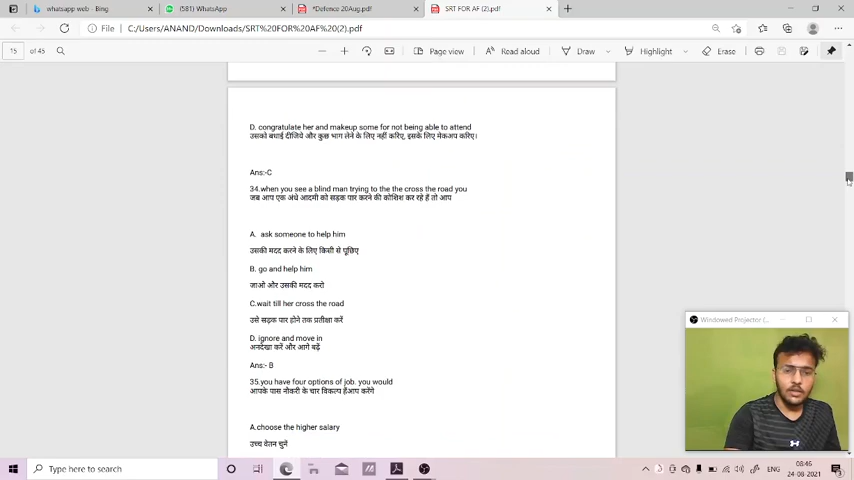 whatsapp web - Bing
(581) WhatsApp
*Defence 20Aug.pdf
SRT FOR AF (2).pdf
File
C:/Users/ANAND/Downloads/SRT%20FOR%20AF%20(2).pdf
15 of 45
Page view
Read aloud
Draw
Highlight
Erase
D. congratulate her and makeup some for not being able to attend
उसको बधाई दीजिये और कुछ भाग लेने के लिए नहीं करिए, इसके लिए मेकअप करिए।
Ans:-C
34.when you see a blind man trying to the the cross the road you
जब आप एक अंधे आदमी को सड़क पार करने की कोशिश कर रहे हैं तो आप
A. ask someone to help him
उसकी मदद करने के लिए किसी से पूछिए
B. go and help him
जाओ और उसकी मदद करो
C.wait till her cross the road
उसे सड़क पार होने तक प्रतीक्षा करें
D. ignore and move in
अनदेखा करें और आगे बढ़ें
Ans:- B
35.you have four options of job. you would
आपके पास नौकरी के चार विकल्प हैंआप करेंगे
A.choose the higher salary
उच्च वेतन चुनें
Windowed Projector (
Type here to search
ENG
08:46
24-08-2021